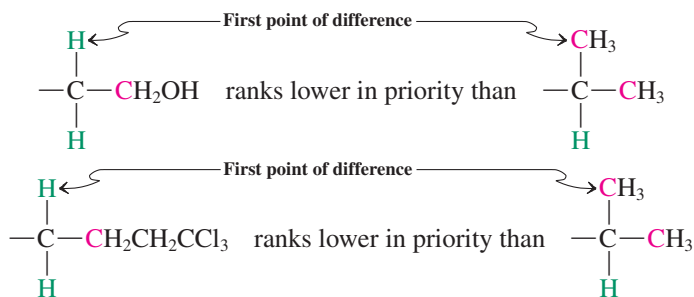 First point of difference
H CH3
—C—CH2OH ranks lower in priority than —C—CH3
H H
First point of difference
H CH3
—C—CH2CH2CCl3 ranks lower in priority than —C—CH3
H H